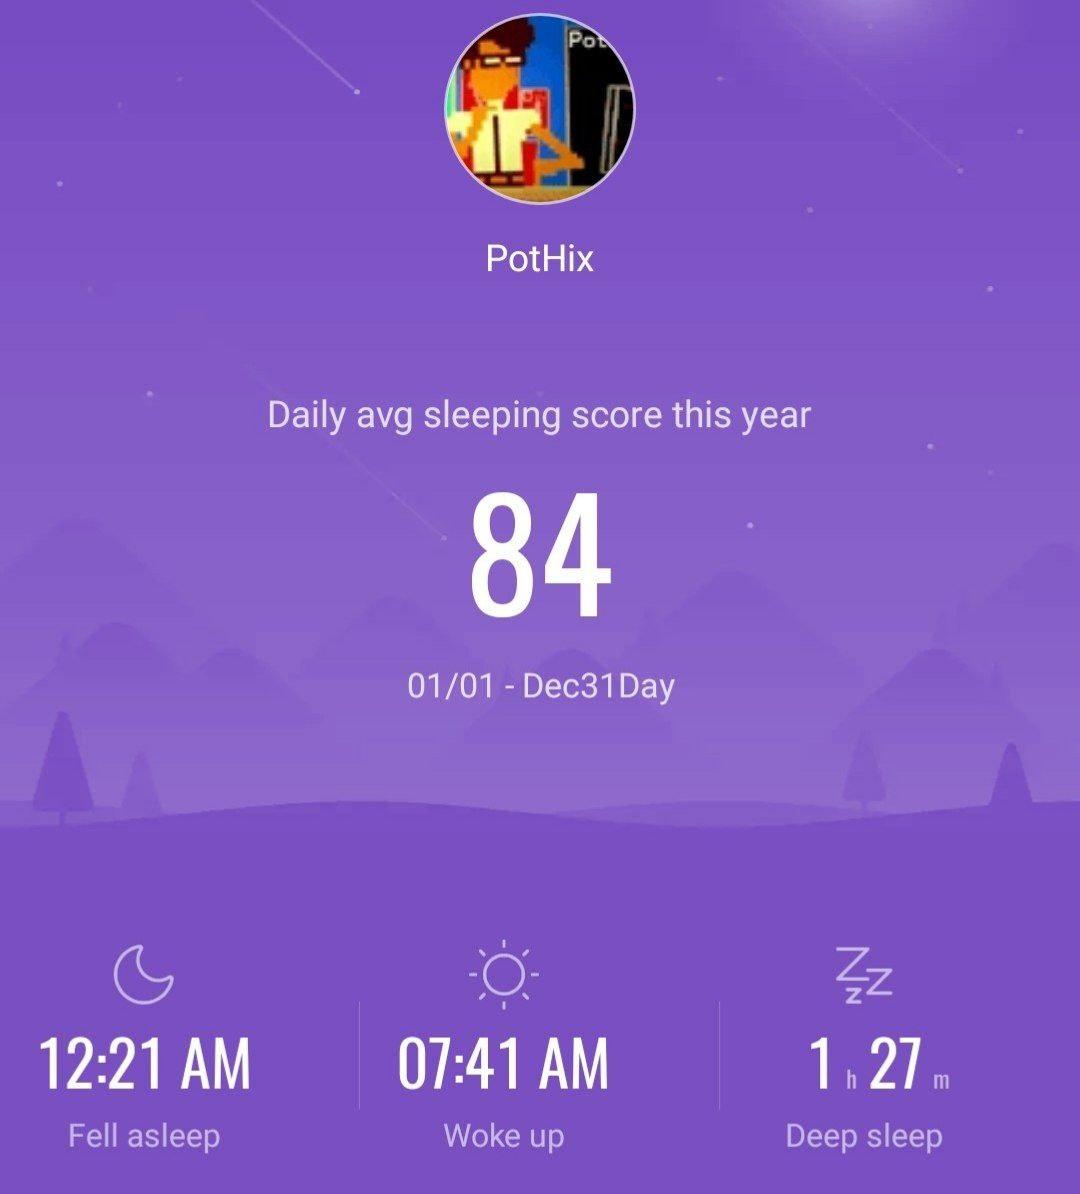 Pot
PotHix
Daily avg sleeping score this year
84
01/01 - Dec31Day
12:21 AM
07:41 AM
1 h 27 m
Fell asleep
Woke up
Deep sleep